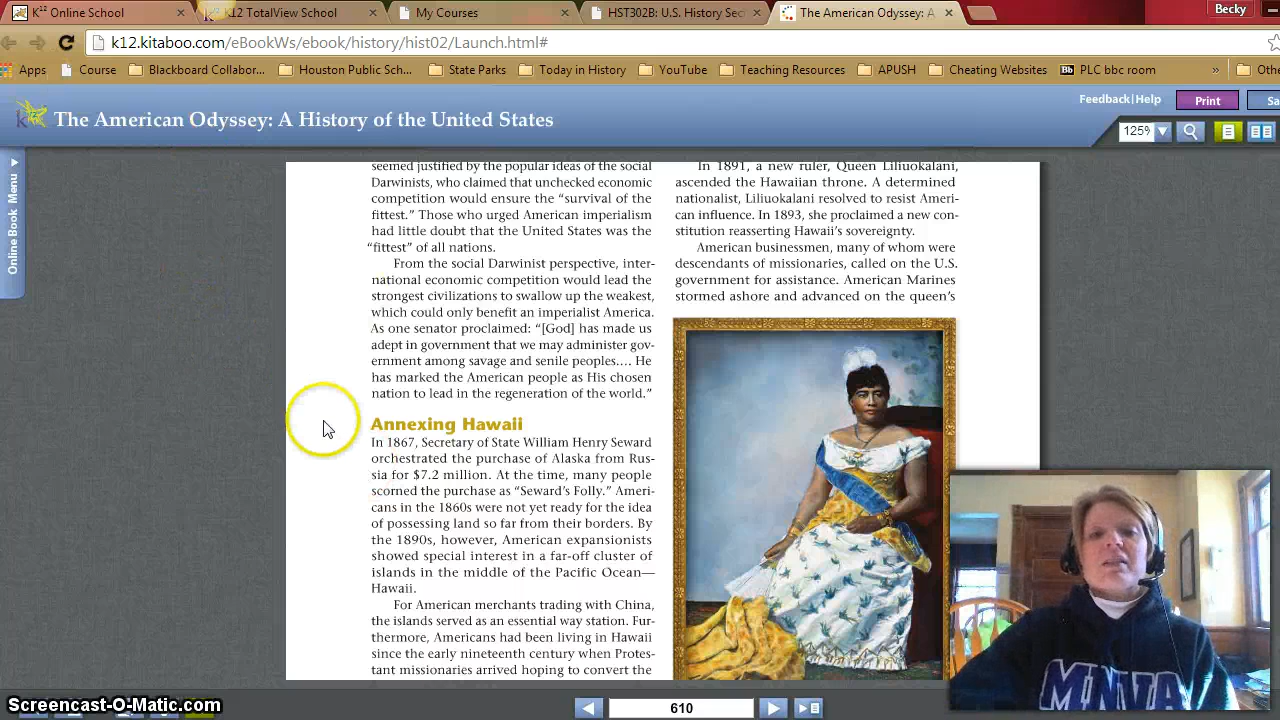 K12 Online School
K12 TotalView School
My Courses
HST302B: U.S. History Sec
The American Odyssey: A
Becky
k12.kitaboo.com/eBookWs/ebook/history/hist02/Launch.html#
Apps
Course
Blackboard Collabor...
Houston Public Sch...
State Parks
Today in History
YouTube
Teaching Resources
APUSH
Cheating Websites
Bb PLC bbc room
»
Othe
Feedback|Help
Print
Sa
The American Odyssey: A History of the United States
1259
Online Book Menu
seemed justified by the popular ideas of the social
Darwinists, who claimed that unchecked economic
competition would ensure the “survival of the
fittest.” Those who urged American imperialism
had little doubt that the United States was the
“fittest” of all nations.
From the social Darwinist perspective, inter-
national economic competition would lead the
strongest civilizations to swallow up the weakest,
which could only benefit an imperialist America.
As one senator proclaimed: “[God] has made us
adept in government that we may administer gov-
ernment among savage and senile peoples.... He
has marked the American people as His chosen
nation to lead in the regeneration of the world.”
Annexing Hawaii
In 1867, Secretary of State William Henry Seward
orchestrated the purchase of Alaska from Rus-
sia for $7.2 million. At the time, many people
scorned the purchase as “Seward’s Folly.” Ameri-
cans in the 1860s were not yet ready for the idea
of possessing land so far from their borders. By
the 1890s, however, American expansionists
showed special interest in a far-off cluster of
islands in the middle of the Pacific Ocean—
Hawaii.
For American merchants trading with China,
the islands served as an essential way station. Fur-
thermore, Americans had been living in Hawaii
since the early nineteenth century when Protes-
tant missionaries arrived hoping to convert the
In 1891, a new ruler, Queen Liliuokalani,
ascended the Hawaiian throne. A determined
nationalist, Liliuokalani resolved to resist Ameri-
can influence. In 1893, she proclaimed a new con-
stitution reasserting Hawaii’s sovereignty.
American businessmen, many of whom were
descendants of missionaries, called on the U.S.
government for assistance. American Marines
stormed ashore and advanced on the queen’s
MNVA
610
Screencast-O-Matic.com